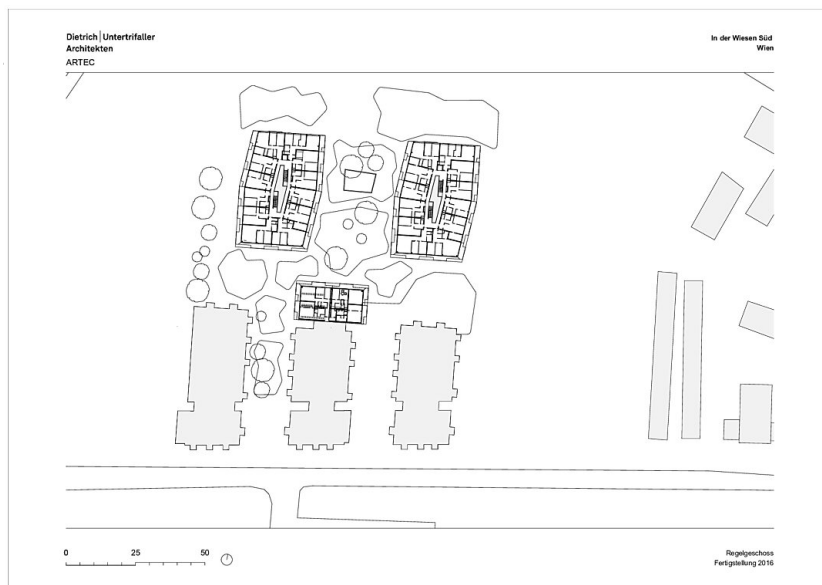 Dietrich|Untertrifaller
Architekten
ARTEC
In der Wiesen Süd
Wien
0 25 50
Regelgeschoss
Fertigstellung 2016